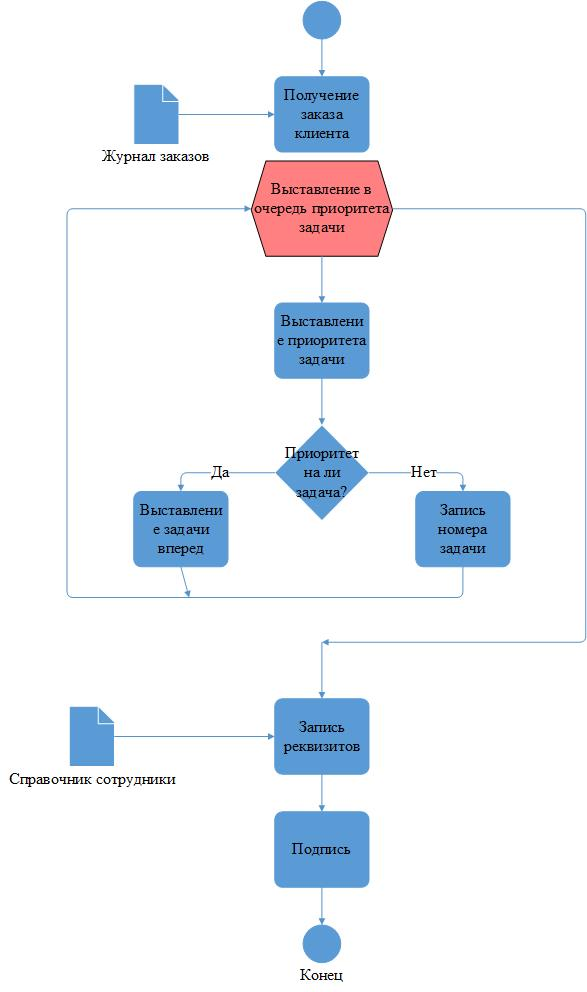 Получение
заказа
клиента
Журнал заказов
Выставление в
очередь приоритета
задачи
Выставлени
е приоритета
задачи
Приоритет
на ли
задача?
Да
Нет
Выставлени
е задачи
вперед
Запись
номера
задачи
Запись
реквизитов
Справочник сотрудники
Подпись
Конец